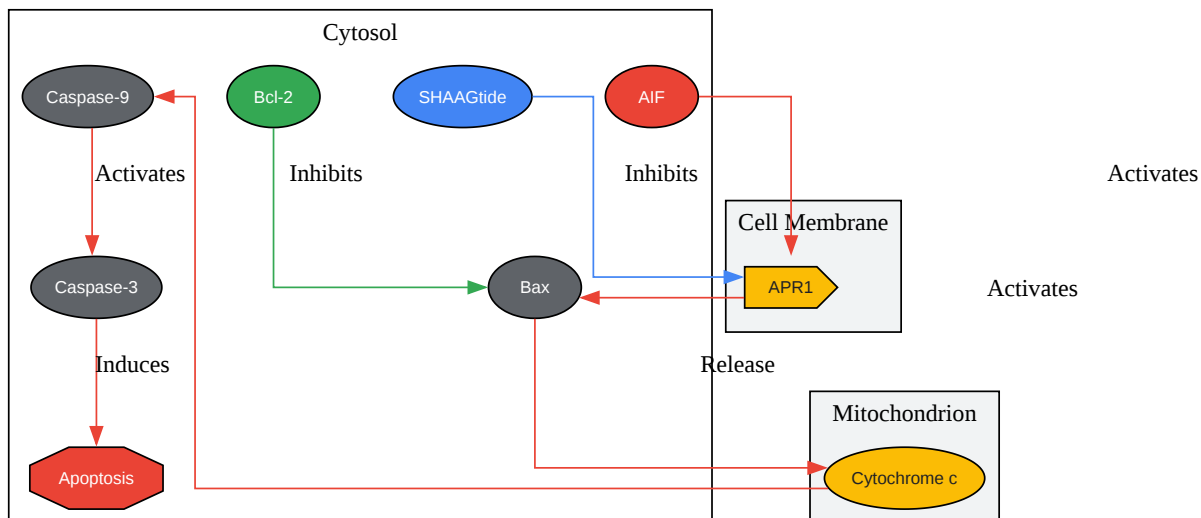 Cytosol
Caspase-9
Bcl-2
SHAAGtide
AIF
Activates
Inhibits
Inhibits
Activates
Cell Membrane
Caspase-3
Bax
APR1
Activates
Induces
Release
Mitochondrion
Apoptosis
Cytochrome c